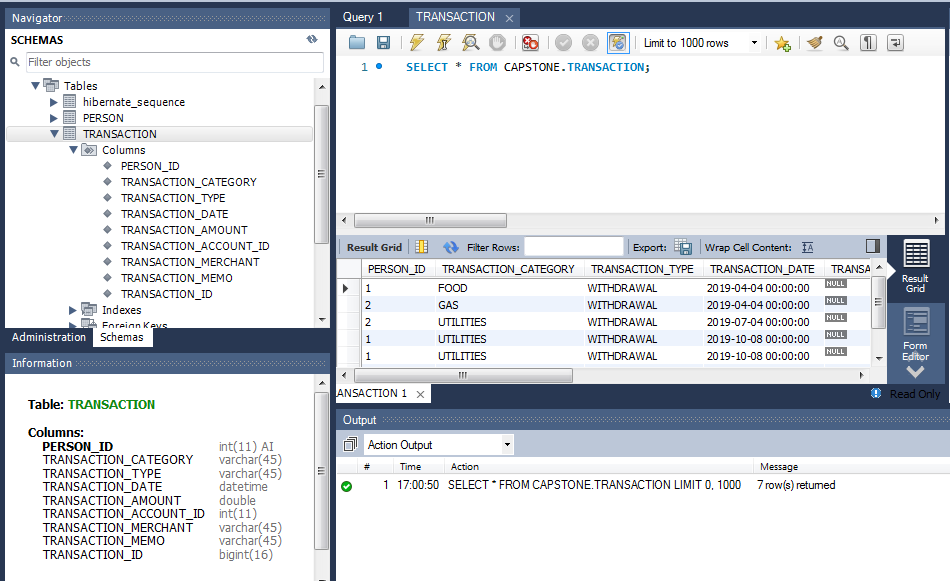 Navigator
SCHEMAS
Filter objects
Tables
hibernate_sequence
PERSON
TRANSACTION
Columns
PERSON_ID
TRANSACTION_CATEGORY
TRANSACTION_TYPE
TRANSACTION_DATE
TRANSACTION_AMOUNT
TRANSACTION_ACCOUNT_ID
TRANSACTION_MERCHANT
TRANSACTION_MEMO
TRANSACTION_ID
Indexes
Foreign Keys
Administration Schemas
Information
Table: TRANSACTION
Columns:
PERSON_ID int(11) AI
TRANSACTION_CATEGORY varchar(45)
TRANSACTION_TYPE varchar(45)
TRANSACTION_DATE datetime
TRANSACTION_AMOUNT double
TRANSACTION_ACCOUNT_ID int(11)
TRANSACTION_MERCHANT varchar(45)
TRANSACTION_MEMO varchar(45)
TRANSACTION_ID bigint(16)
Query 1 TRANSACTION
Limit to 1000 rows
1 SELECT * FROM CAPSTONE.TRANSACTION;
Result Grid Filter Rows: Export: Wrap Cell Content:
PERSON_ID TRANSACTION_CATEGORY TRANSACTION_TYPE TRANSACTION_DATE TRANSA
1 FOOD WITHDRAWAL 2019-04-04 00:00:00 NULL
2 GAS WITHDRAWAL 2019-04-04 00:00:00 NULL
2 UTILITIES WITHDRAWAL 2019-07-04 00:00:00 NULL
1 UTILITIES WITHDRAWAL 2019-10-08 00:00:00 NULL
1 UTILITIES WITHDRAWAL 2019-10-08 00:00:00 NULL
Result
Grid
Form
Editor
ANSACTION 1
Read Only
Output
Action Output
# Time Action Message
1 17:00:50 SELECT * FROM CAPSTONE.TRANSACTION LIMIT 0, 1000 7 row(s) returned